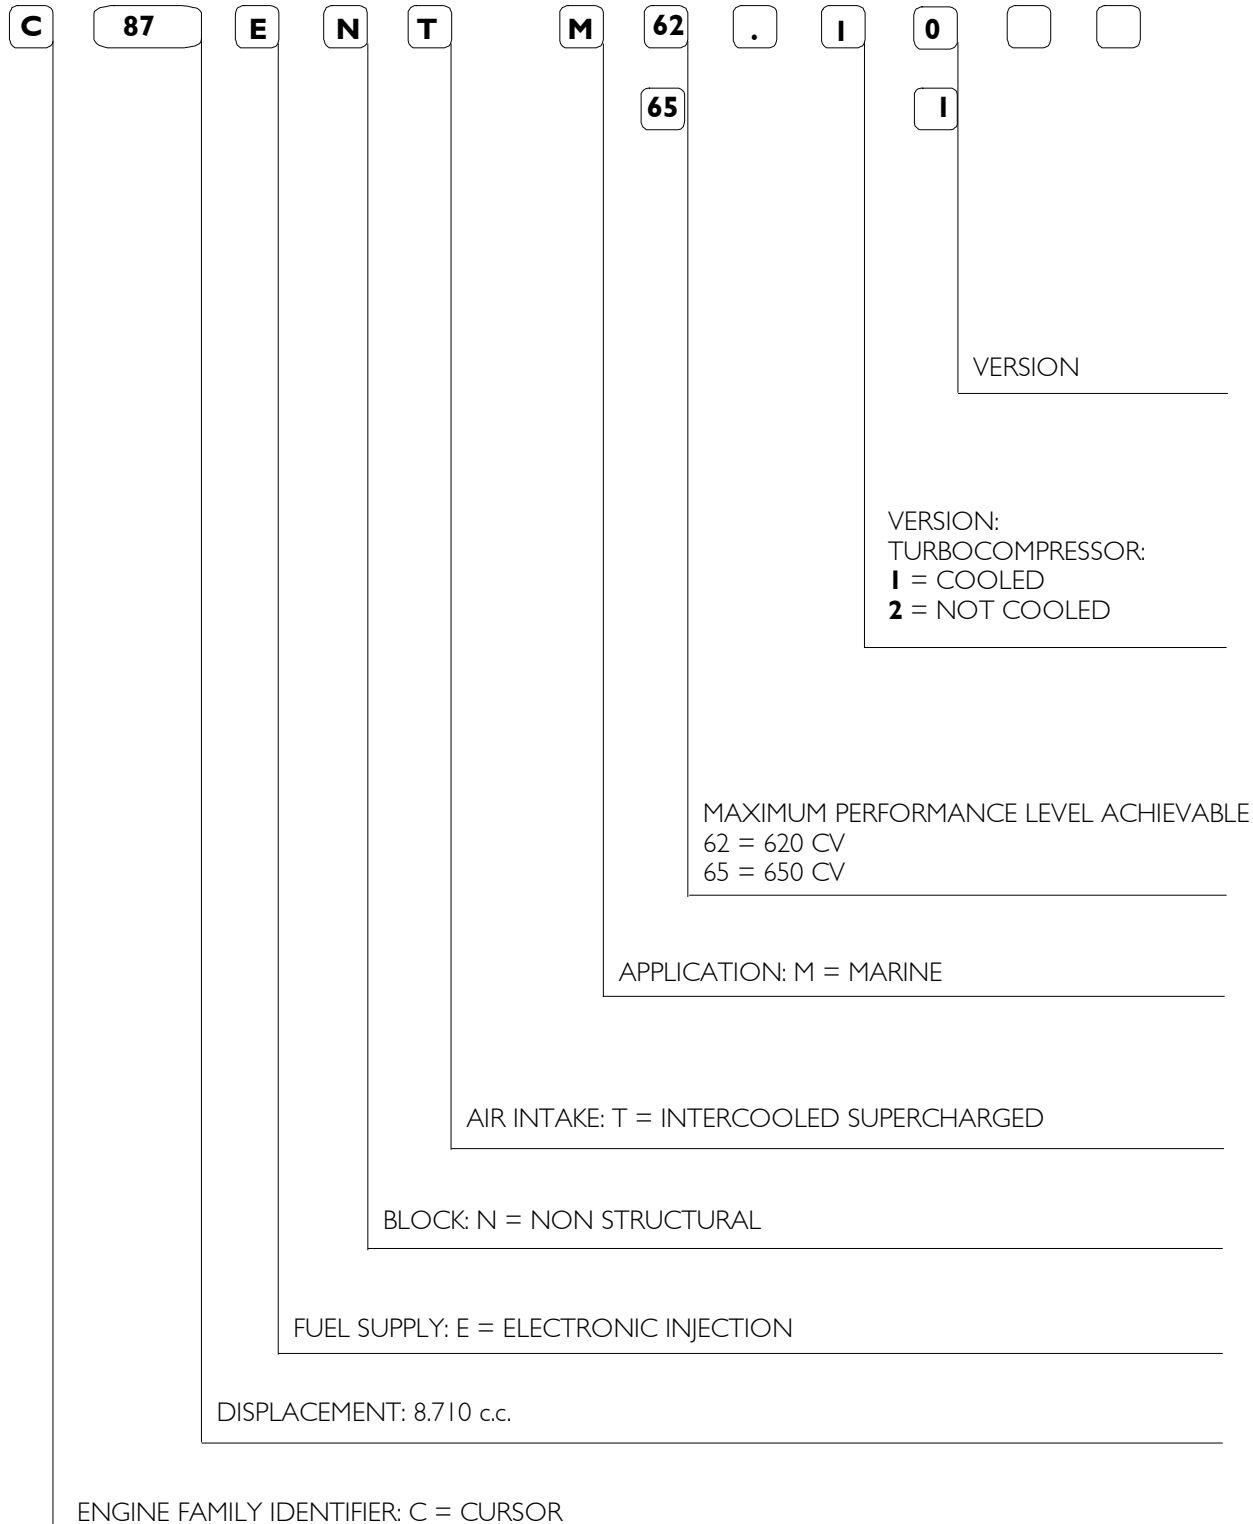 C 87 E N T M 62 . 1 0
65 1
VERSION
VERSION:
TURBOCOMPRESSOR:
1 = COOLED
2 = NOT COOLED
MAXIMUM PERFORMANCE LEVEL ACHIEVABLE
62 = 620 CV
65 = 650 CV
APPLICATION: M = MARINE
AIR INTAKE: T = INTERCOOLED SUPERCHARGED
BLOCK: N = NON STRUCTURAL
FUEL SUPPLY: E = ELECTRONIC INJECTION
DISPLACEMENT: 8.710 c.c.
ENGINE FAMILY IDENTIFIER: C = CURSOR